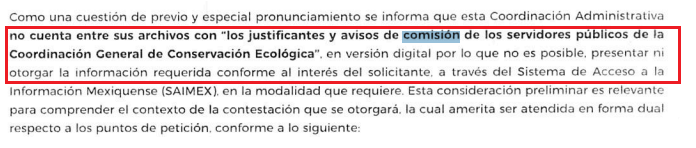 Como una cuestión de previo y especial pronunciamiento se informa que esta Coordinación Administrativa
no cuenta entre sus archivos con "los justificantes y avisos de comisión de los servidores públicos de la
Coordinación General de Conservación Ecológica", en versión digital por lo que no es posible, presentar ni
otorgar la información requerida conforme al interés del solicitante, a través del Sistema de Acceso a la
Información Mexiquense (SAIMEX), en la modalidad que requiere. Esta consideración preliminar es relevante
para comprender el contexto de la contestación que se otorgará, la cual amerita ser atendida en forma dual
respecto a los puntos de petición, conforme a lo siguiente: